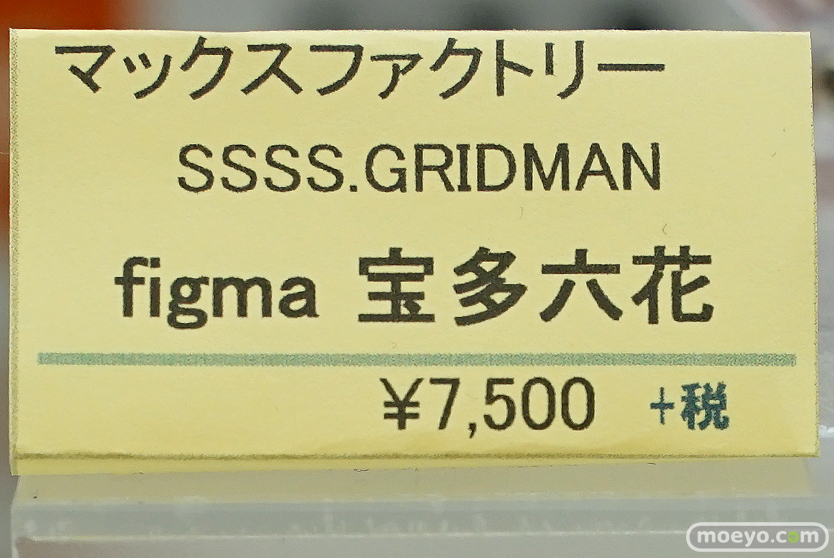 マックスファクトリー
SSSS.GRIDMAN
figma 宝多六花
¥7,500 +税
moeyo.com